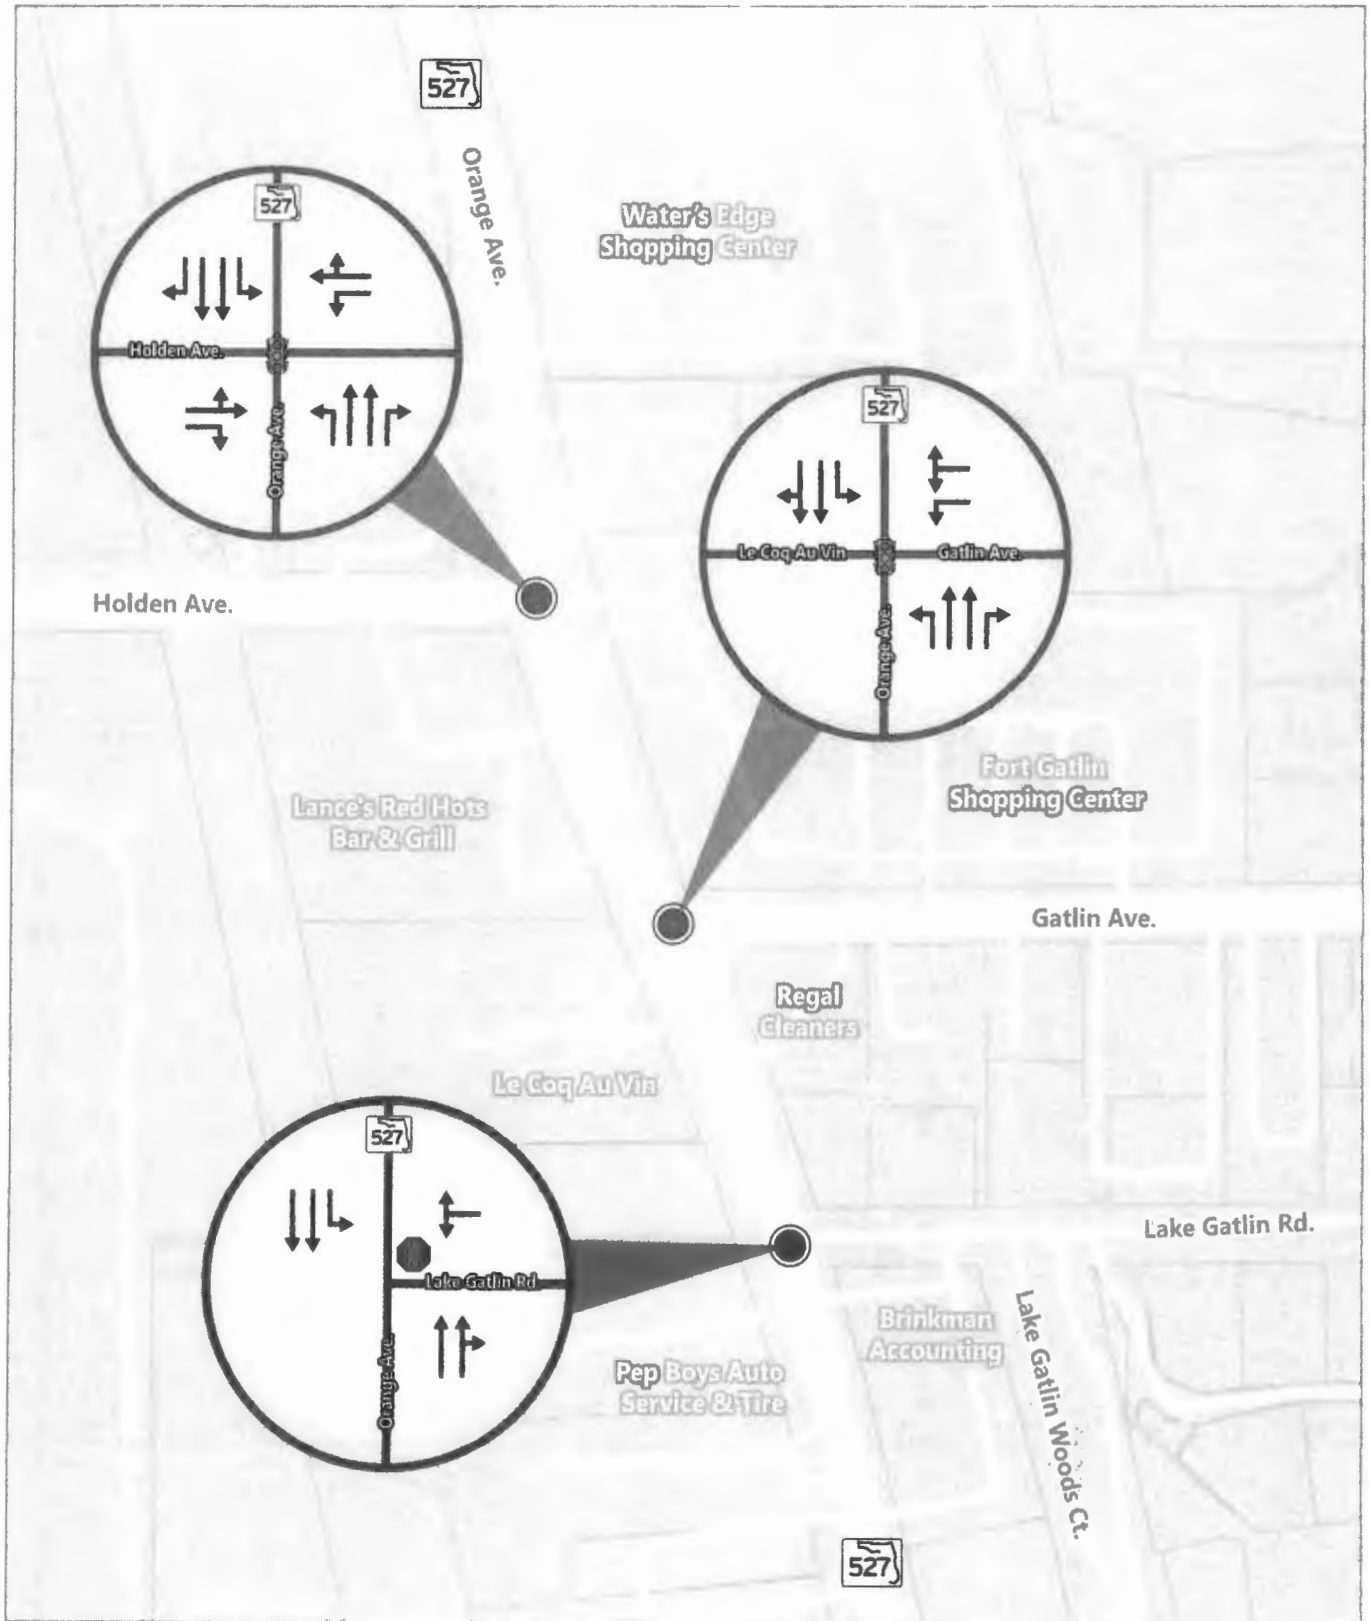 527
Orange Ave.
Water's Edge
Shopping Center
527
Holden Ave.
Orange Ave.
527
Le Coq Au Vin
Gatlin Ave.
Orange Ave.
Holden Ave.
Fort Gatlin
Shopping Center
Lance's Red Hots
Bar & Grill
Gatlin Ave.
Regal
Cleaners
Le Coq Au Vin
527
Lake Gatlin Rd
Orange Ave.
Lake Gatlin Rd.
Brinkman
Accounting
Lake Gatlin Woods Ct.
Pep Boys Auto
Service & Tire
527